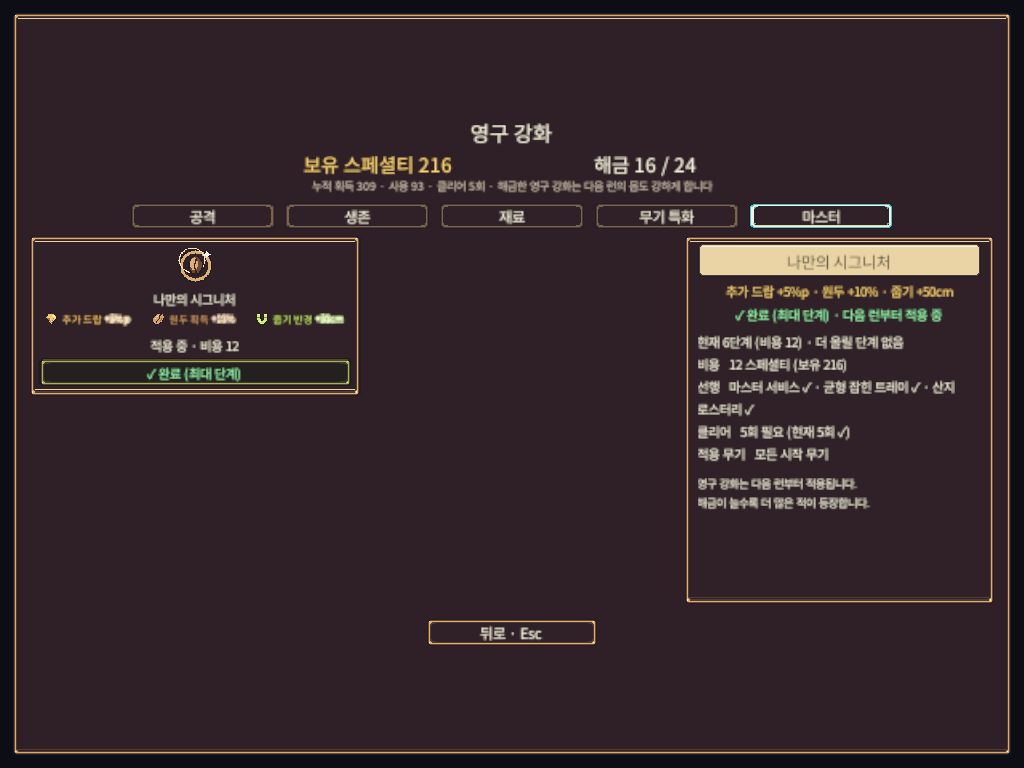 영구 강화
보유 스페셜티 216 해금 16 / 24
누적 획득 309 · 사용 93 · 클리어 5회 · 해금한 영구 강화는 다음 런의 몹도 강하게 합니다
공격 생존 재료 무기 특화 마스터
나만의 시그니처
추가 드랍 +5%p 원두 획득 +10% 줍기 반경 +50cm
적용 중 · 비용 12
✓ 완료 (최대 단계)
나만의 시그니처
추가 드랍 +5%p · 원두 +10% · 줍기 +50cm
✓ 완료 (최대 단계) · 다음 런부터 적용 중
현재 6단계 (비용 12) · 더 올릴 단계 없음
비용 12 스페셜티 (보유 216)
선행 마스터 서비스 ✓ · 균형 잡힌 트레이 ✓ · 산지
로스터리 ✓
클리어 5회 필요 (현재 5회 ✓)
적용 무기 모든 시작 무기
영구 강화는 다음 런부터 적용됩니다.
해금이 늘수록 더 많은 적이 등장합니다.
뒤로 · Esc